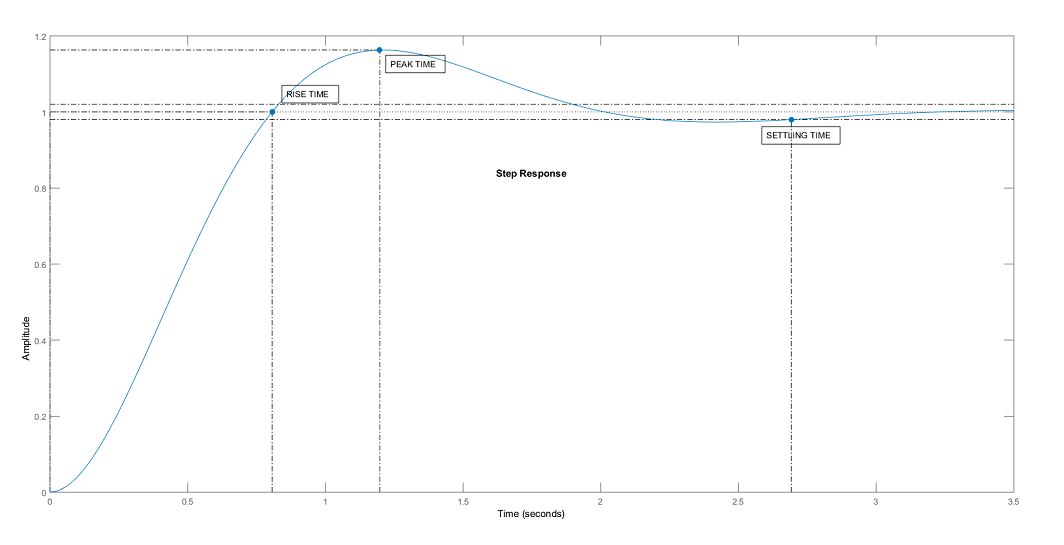 1.2
PEAK TIME
RISE TIME
1
SETTLING TIME
Step Response
0.8
0.6
0.4
Amplitude
0.2
0
0 0.5 1 1.5 2 2.5 3 3.5
Time (seconds)